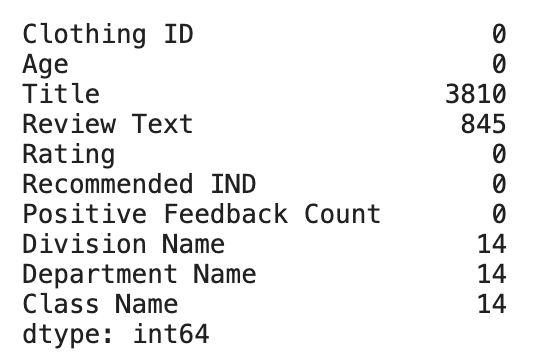 Clothing ID 0
Age 0
Title 3810
Review Text 845
Rating 0
Recommended IND 0
Positive Feedback Count 0
Division Name 14
Department Name 14
Class Name 14
dtype: int64